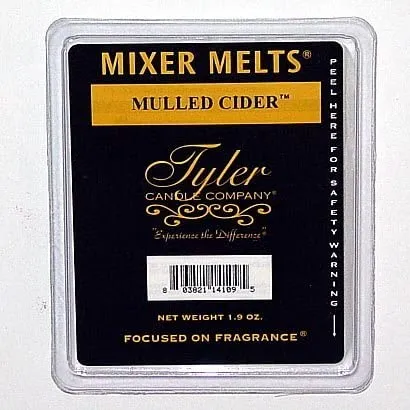 MIXER MELTS®
MULLED CIDER™
Tyler
CANDLE COMPANY®
"Experience the Difference"
8 03821 14109 5
NET WEIGHT 1.9 OZ.
FOCUSED ON FRAGRANCE®
PEEL HERE FOR SAFETY WARNING